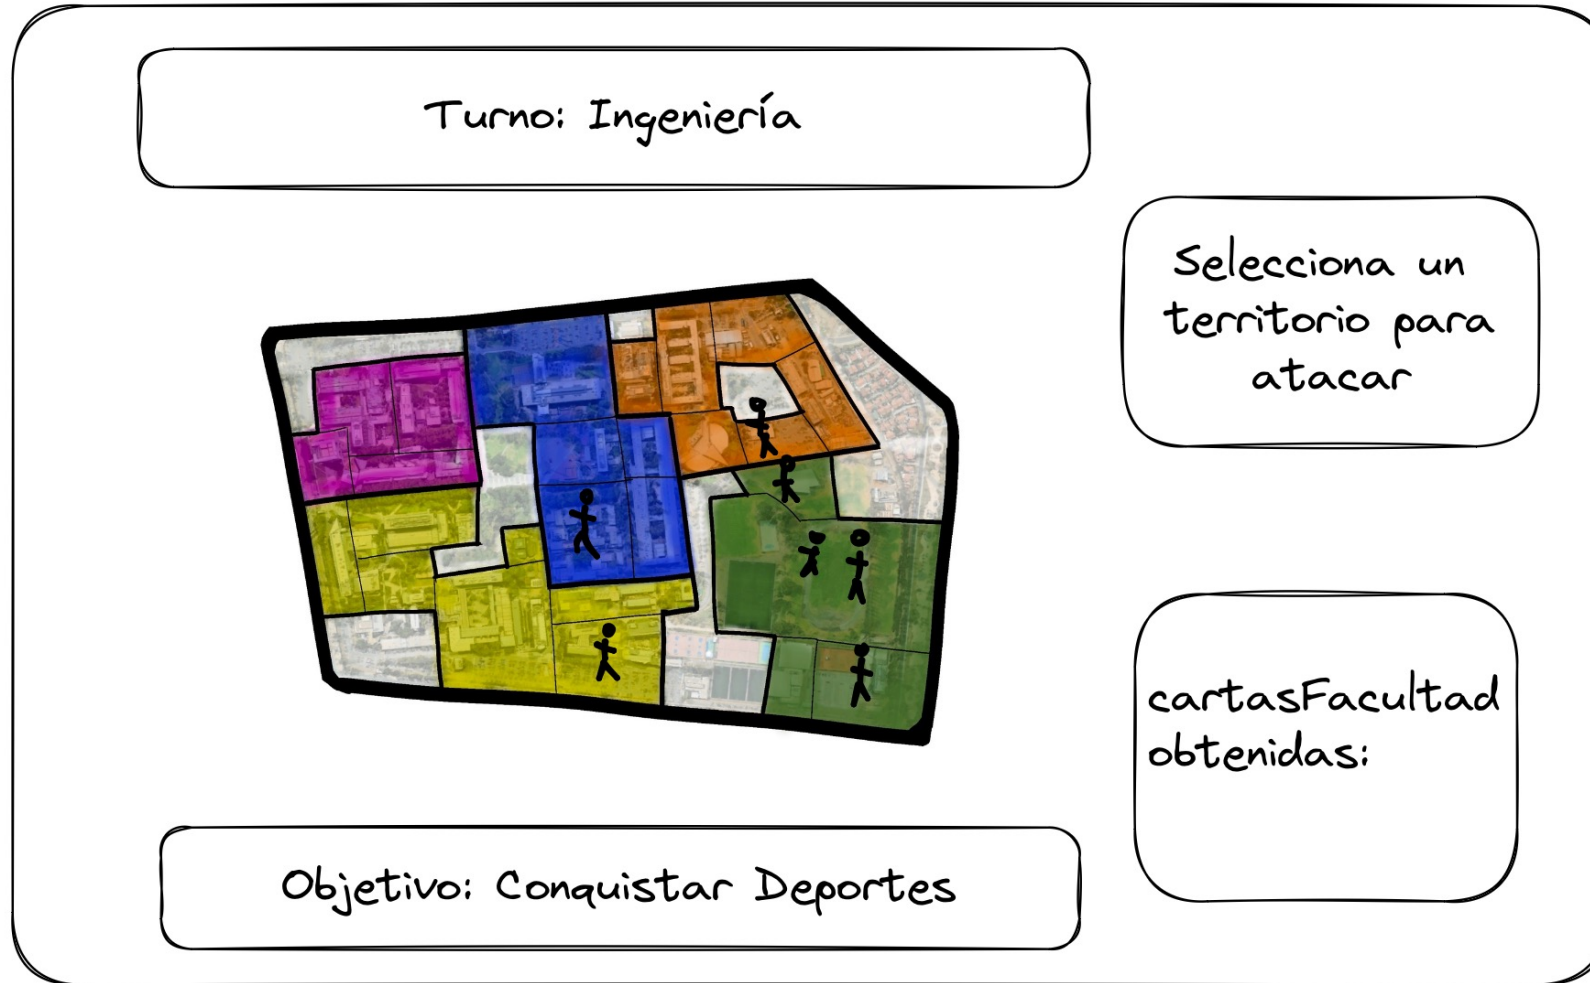 Turno: Ingeniería
Selecciona un
territorio para
atacar
cartasFacultad
obtenidas:
Objetivo: Conquistar Deportes